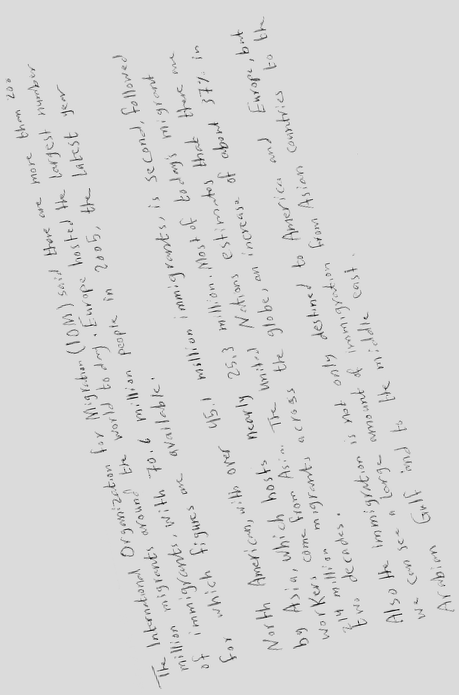 The International Organization for Migration (IOM) said there are more than 200
million migrants around the world today. Europe hosted the largest number
of immigrants, with 70.6 million people in 2005, the latest year
for which figures are available.
North American, with over 45.1 million immigrants, is second, followed
by Asia, which hosts nearly 25.3 million. Most of today's migrant
workers come from Asia. The United Nations estimates that there are
214 million migrants across the globe, an increase of about 37% in
two decades.
Also the immigration is not only destined to America and Europe, but
we can see a large amount of immigration from Asian countries to the
Arabian Gulf and to the middle east.